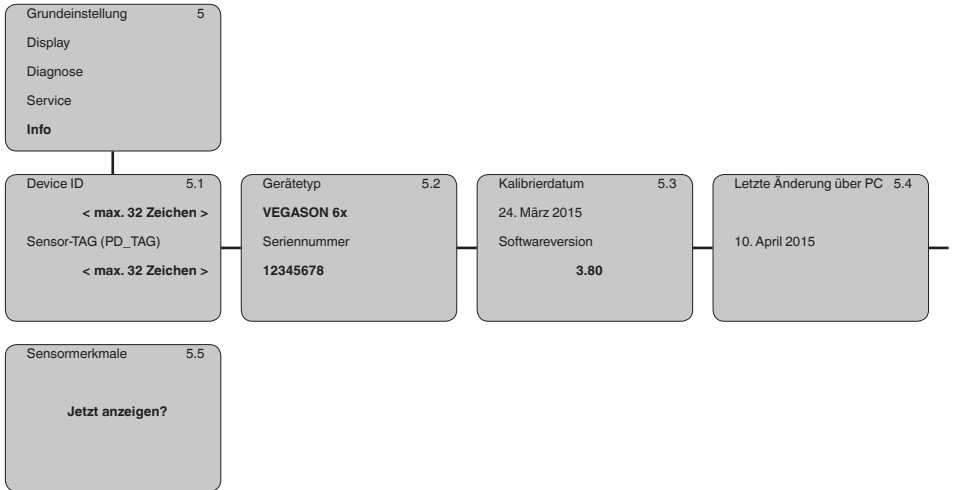 Grundeinstellung 5
Display
Diagnose
Service
Info
Device ID 5.1
< max. 32 Zeichen >
Sensor-TAG (PD_TAG)
< max. 32 Zeichen >
Gerätetyp 5.2
VEGASON 6x
Seriennummer
12345678
Kalibrierdatum 5.3
24. März 2015
Softwareversion
3.80
Letzte Änderung über PC 5.4
10. April 2015
Sensormerkmale 5.5
Jetzt anzeigen?